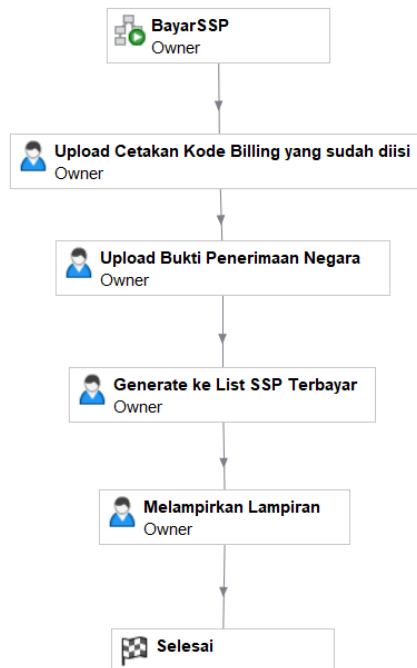 BayarSSP
Owner
Upload Cetakan Kode Billing yang sudah diisi
Owner
Upload Bukti Penerimaan Negara
Owner
Generate ke List SSP Terbayar
Owner
Melampirkan Lampiran
Owner
Selesai